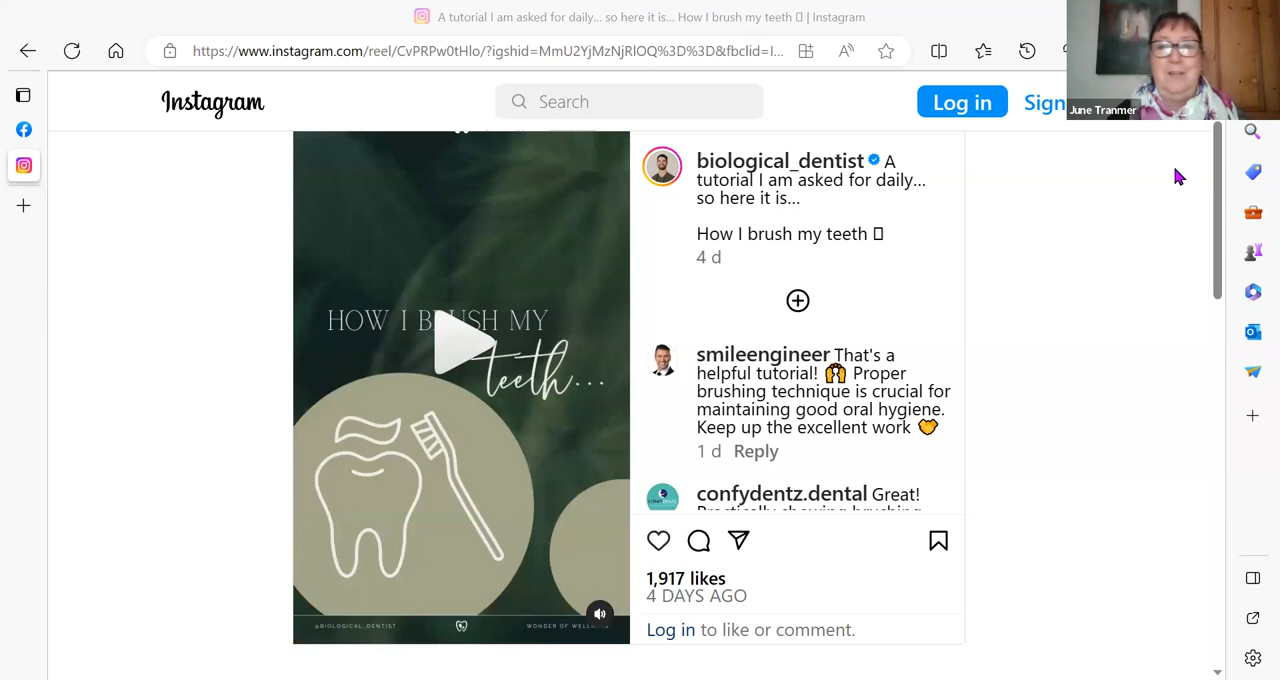 A tutorial I am asked for daily... so here it is... How I brush my teeth | Instagram
https://www.instagram.com/reel/CvPRPw0tHlo/?igshid=MmU2YjMzNjRlOQ%3D%3D&fbclid=I...
June Tranmer
Instagram
Search
Log in
Sign
biological_dentist A
tutorial I am asked for daily...
so here it is...
How I brush my teeth
4 d
HOW I BRUSH MY
teeth...
@BIOLOGICAL_DENTIST
smileengineer That's a
helpful tutorial! 🙌 Proper
brushing technique is crucial for
maintaining good oral hygiene.
Keep up the excellent work
1 d Reply
confydentz.dental Great!
Practically showing brushing
1,917 likes
4 DAYS AGO
Log in to like or comment.